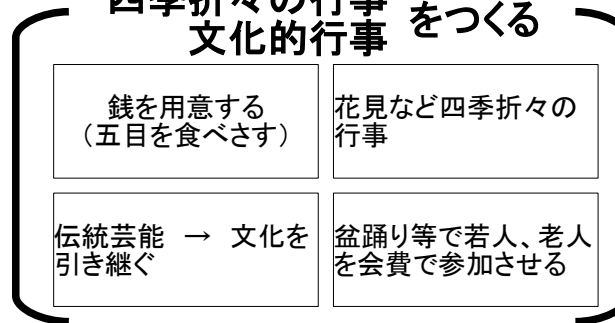 四季折々の行事
文化的行事 をつくる
銭を用意する
(五目を食べさす)
花見など四季折々の
行事
伝統芸能 → 文化を
引き継ぐ
盆踊り等で若人、老人
を会費で参加させる